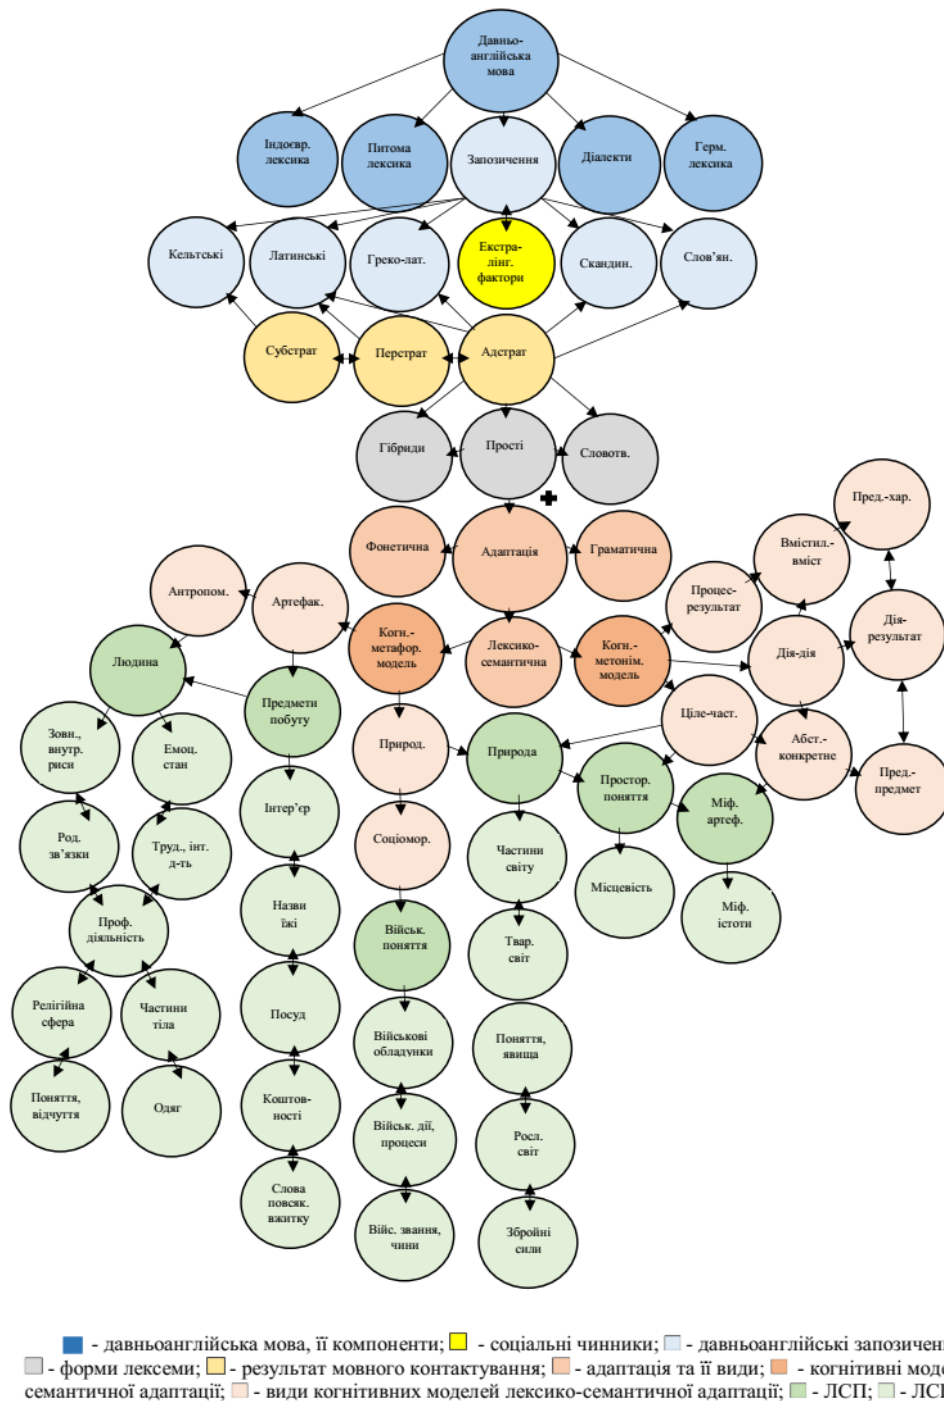 Давньо-
англійська
мова
Індоєвр.
лексика
Питома
лексика
Запозичення
Діалекти
Герм.
лексика
Кельтські
Латинські
Греко-лат.
Екстра-
лінг.
фактори
Скандин.
Слов’ян.
Субстрат
Перстрат
Адстрат
Гібриди
Прості
Словотв.
Фонетична
Адаптація
Граматична
Пред.-хар.
Вмістил.-
вміст
Процес-
результат
Дія-
результат
Антропом.
Артефак.
Когн.-
метафор.
модель
Лексико-
семантична
Когн.-
метонім.
модель
Дія-дія
Людина
Предмети
побуту
Природ.
Природа
Ціле-част.
Абст.-
конкретне
Пред.-
предмет
Зовн.,
внутр.
риси
Емоц.
стан
Простор.
поняття
Міф.
артеф.
Інтер’єр
Соціомор.
Частини
світу
Місцевість
Міф.
істоти
Род.
зв’язки
Труд., інт.
д-ть
Назви
їжі
Військ.
поняття
Твар.
світ
Проф.
діяльність
Релігійна
сфера
Частини
тіла
Посуд
Військові
обладунки
Поняття,
явища
Поняття,
відчуття
Одяг
Коштов-
ності
Військ. дії,
процеси
Росл.
світ
Слова
повсяк.
вжитку
Війс. звання,
чини
Збройні
сили
- давньоанглійська мова, її компоненти; - соціальні чинники; - давньоанглійські запозичен
- форми лексеми; - результат мовного контактування; - адаптація та її види; - когнітивні мод
семантичної адаптації; - види когнітивних моделей лексико-семантичної адаптації; - ЛСП; - ЛС